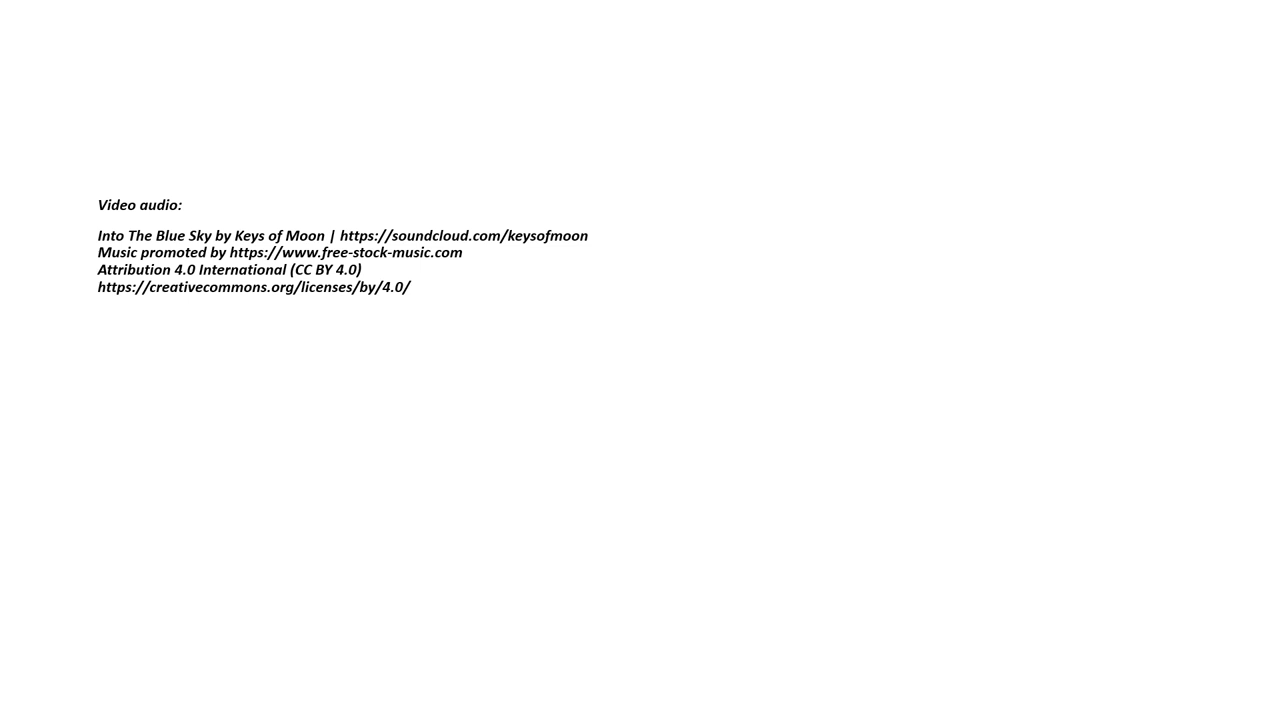 Video audio:
Into The Blue Sky by Keys of Moon | https://soundcloud.com/keysofmoon
Music promoted by https://www.free-stock-music.com
Attribution 4.0 International (CC BY 4.0)
https://creativecommons.org/licenses/by/4.0/